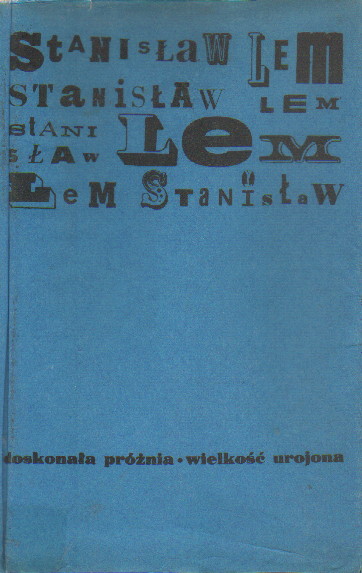 STANISŁAW LEM
STANISŁAW LEM
STANI
SŁAW LEM
LEM STANISŁAW
doskonała próżnia • wielkość urojona